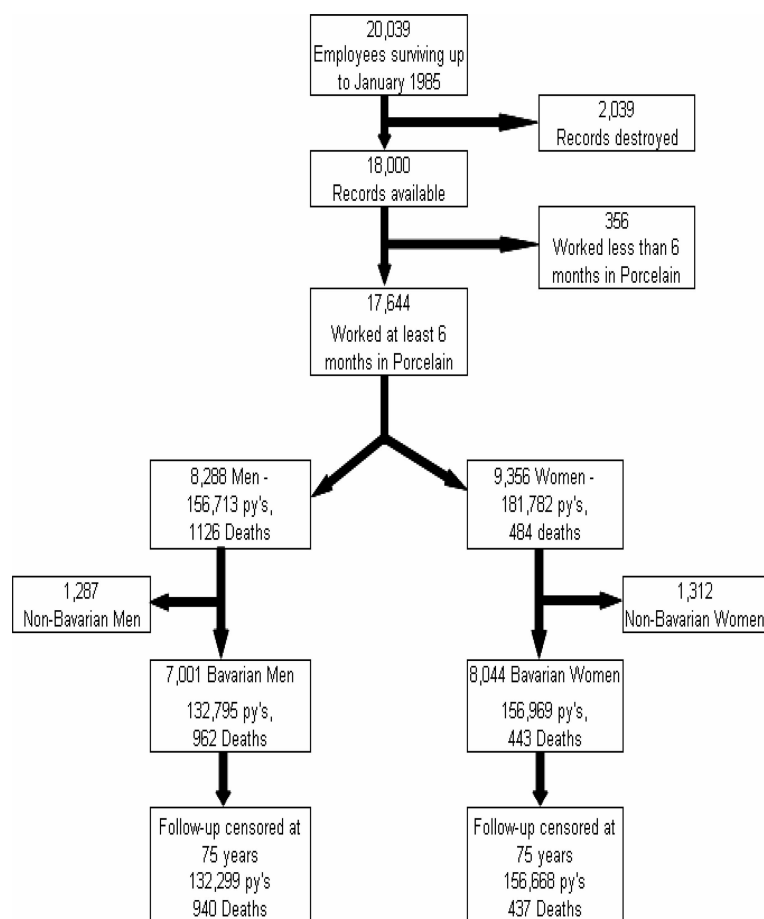 20,039
Employees surviving up
to January 1985
2,039
Records destroyed
18,000
Records available
356
Worked less than 6
months in Porcelain
17,644
Worked at least 6
months in Porcelain
8,288 Men -
156,713 py's,
1126 Deaths
9,356 Women -
181,782 py's,
484 deaths
1,287
Non-Bavarian Men
1,312
Non-Bavarian Women
7,001 Bavarian Men
132,795 py's,
962 Deaths
8,044 Bavarian Women
156,969 py's,
443 Deaths
Follow-up censored at
75 years
132,299 py's
940 Deaths
Follow-up censored at
75 years
156,668 py's
437 Deaths